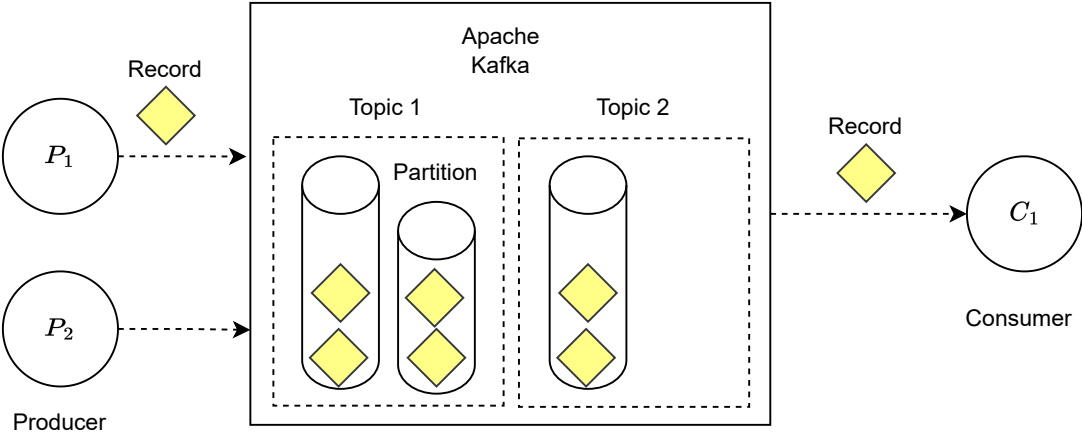 Apache
Kafka
Record
Topic 1
Topic 2
Record
P1
Partition
C1
P2
Consumer
Producer